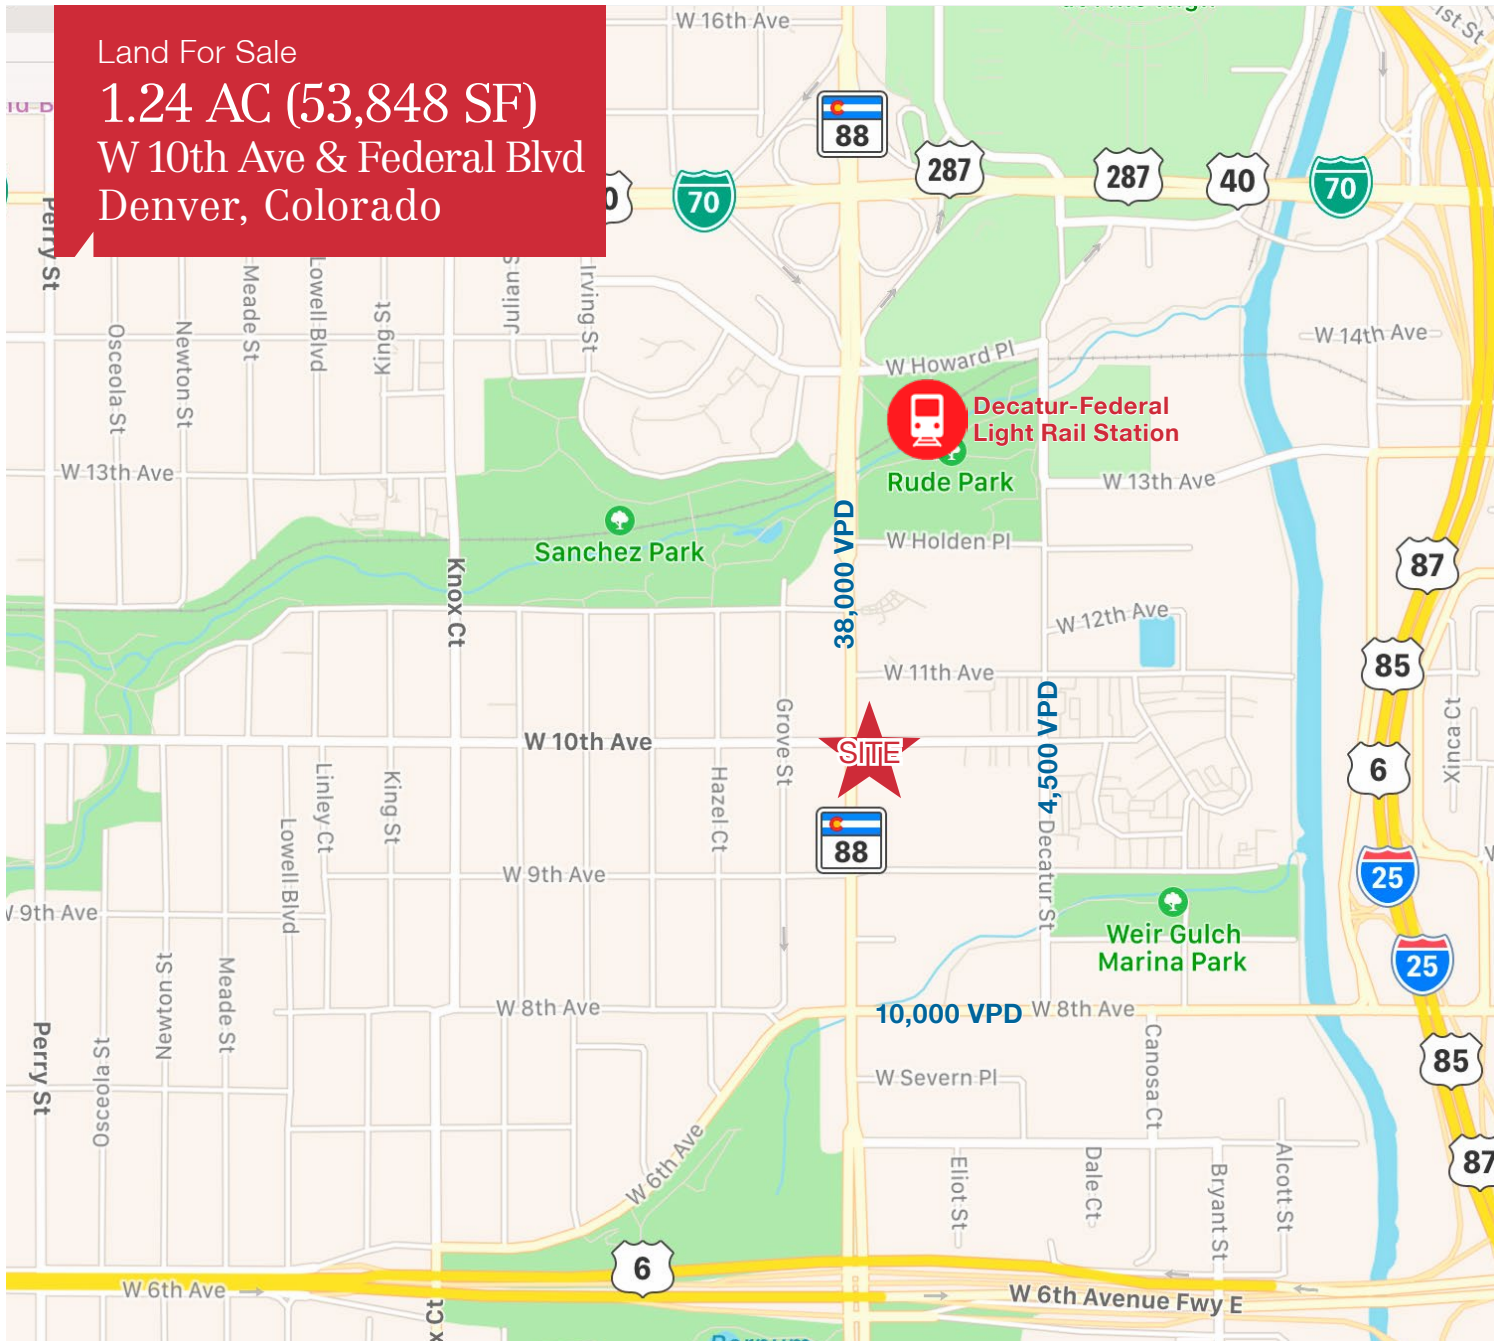 Land For Sale
1.24 AC (53,848 SF)
W 10th Ave & Federal Blvd
Denver, Colorado
W 16th Ave
88
287
287
40
70
70
Perry St
Osceola St
Newton St
Meade St
Lowell Blvd
King St
Irving St
W Howard Pl
W 14th Ave
Decatur-Federal
Light Rail Station
Rude Park
W 13th Ave
W 13th Ave
Sanchez Park
38,000 VPD
W Holden Pl
87
Knox Ct
W 12th Ave
85
W 11th Ave
Grove St
W 10th Ave
SITE
4,500 VPD
Xinca Ct
6
Linley Ct
King St
Hazel Ct
Lowell Blvd
88
Decatur St
25
W 9th Ave
W 9th Ave
Weir Gulch
Marina Park
25
Newton St
Meade St
W 8th Ave
10,000 VPD
W 8th Ave
Perry St
Osceola St
Canosa Ct
85
W Severn Pl
W 6th Ave
Eliot St
Dale Ct
Bryant St
Alcott St
87
6
W 6th Ave
W 6th Avenue Fwy E